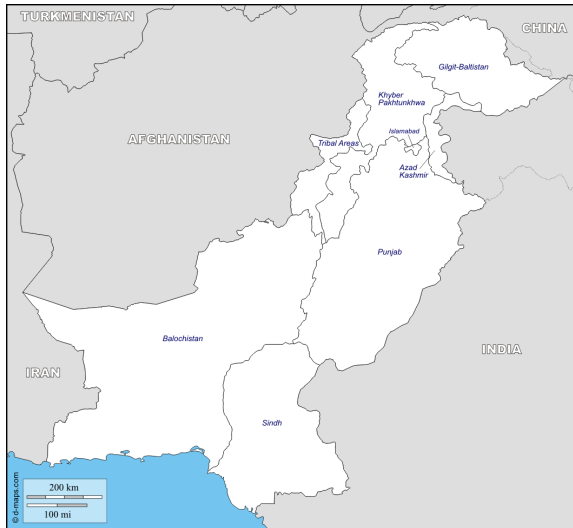 TURKMENISTAN
CHINA
Gilgit-Baltistan
Khyber
Pakhtunkhwa
Islamabad
AFGHANISTAN
Tribal Areas
Azad
Kashmir
Punjab
Balochistan
INDIA
IRAN
Sindh
200 km
100 mi
© d-maps.com